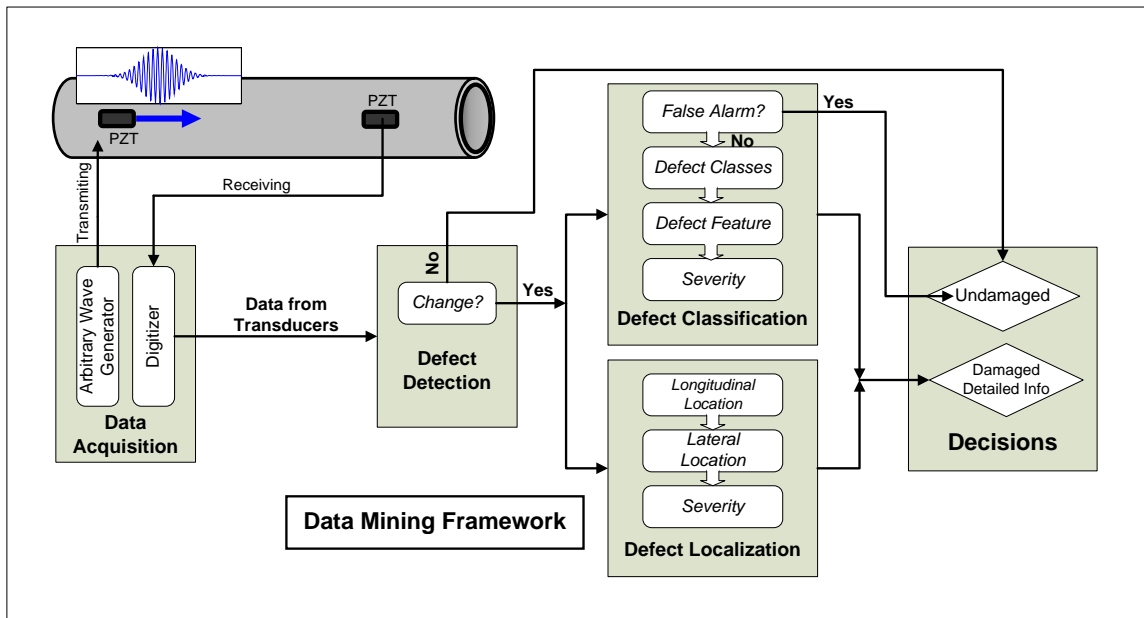 PZT
PZT
Transmiting
Receiving
Arbitrary Wave
Generator
Digitizer
Data
Acquisition
Data from
Transducers
No
Change?
Yes
Defect
Detection
False Alarm?
Yes
No
Defect Classes
Defect Feature
Severity
Defect Classification
Longitudinal
Location
Lateral
Location
Severity
Defect Localization
Undamaged
Damaged
Detailed Info
Decisions
Data Mining Framework